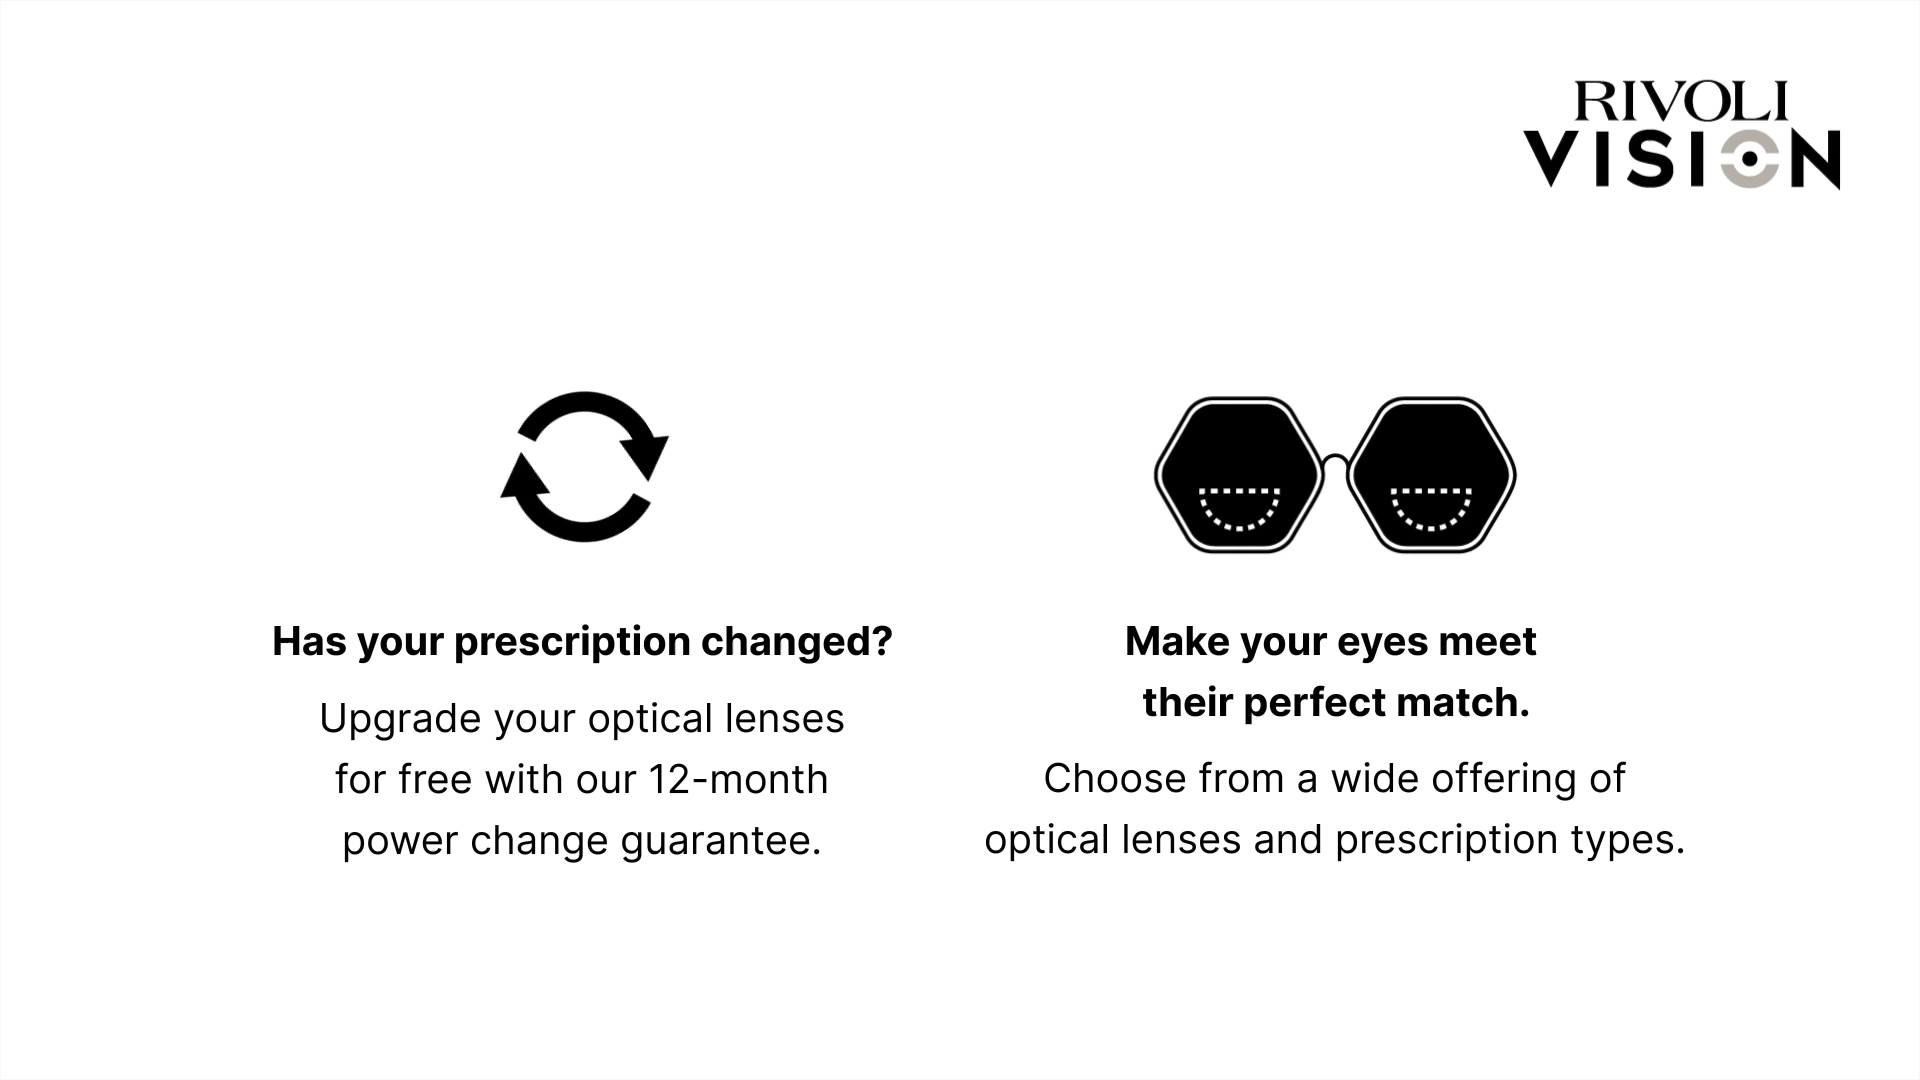 RIVOLI
VISION
Has your prescription changed?
Upgrade your optical lenses
for free with our 12-month
power change guarantee.
Make your eyes meet
their perfect match.
Choose from a wide offering of
optical lenses and prescription types.